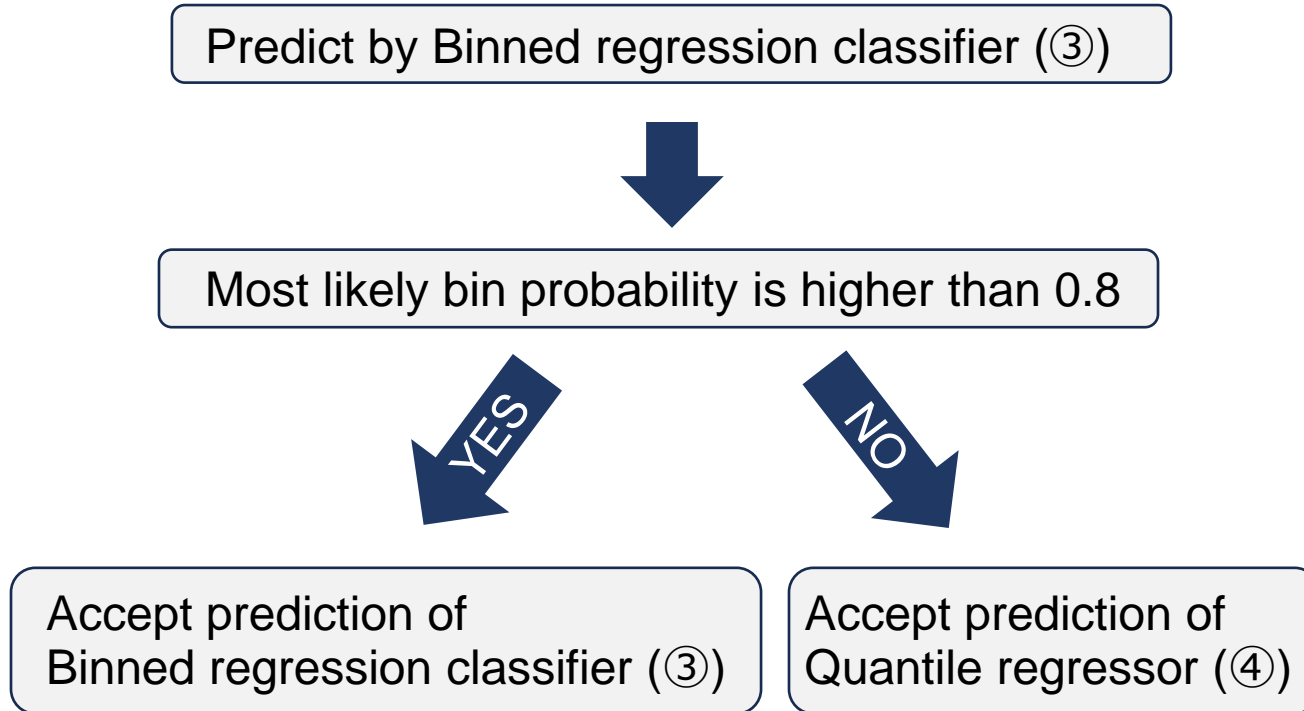 Predict by Binned regression classifier (③)
Most likely bin probability is higher than 0.8
YES
NO
Accept prediction of
Binned regression classifier (③)
Accept prediction of
Quantile regressor (④)